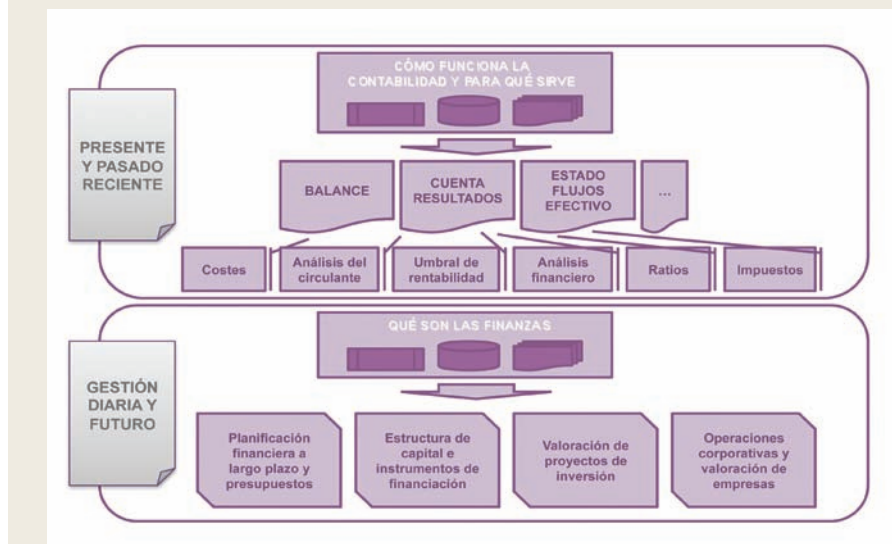 CÓMO FUNCIONA LA
CONTABILIDAD Y PARA QUÉ SIRVE
PRESENTE
Y PASADO
RECIENTE
BALANCE
CUENTA
RESULTADOS
ESTADO
FLUJOS
EFECTIVO
...
Costes
Análisis del
circulante
Umbral de
rentabilidad
Análisis
financiero
Ratios
Impuestos
QUÉ SON LAS FINANZAS
GESTIÓN
DIARIA Y
FUTURO
Planificación
financiera a
largo plazo y
presupuestos
Estructura de
capital e
instrumentos de
financiación
Valoración de
proyectos de
inversión
Operaciones
corporativas y
valoración de
empresas